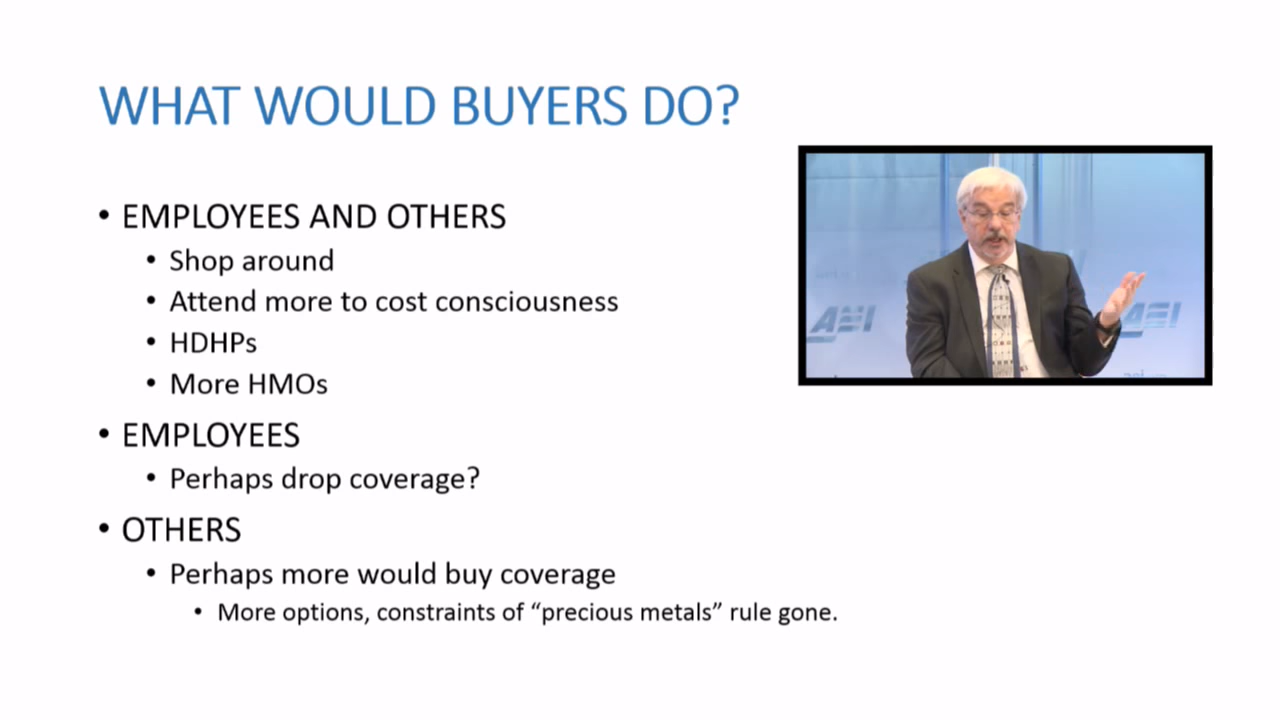 WHAT WOULD BUYERS DO?
• EMPLOYEES AND OTHERS
• Shop around
• Attend more to cost consciousness
• HDHPs
• More HMOs
• EMPLOYEES
• Perhaps drop coverage?
• OTHERS
• Perhaps more would buy coverage
• More options, constraints of “precious metals” rule gone.
AEI
AEI